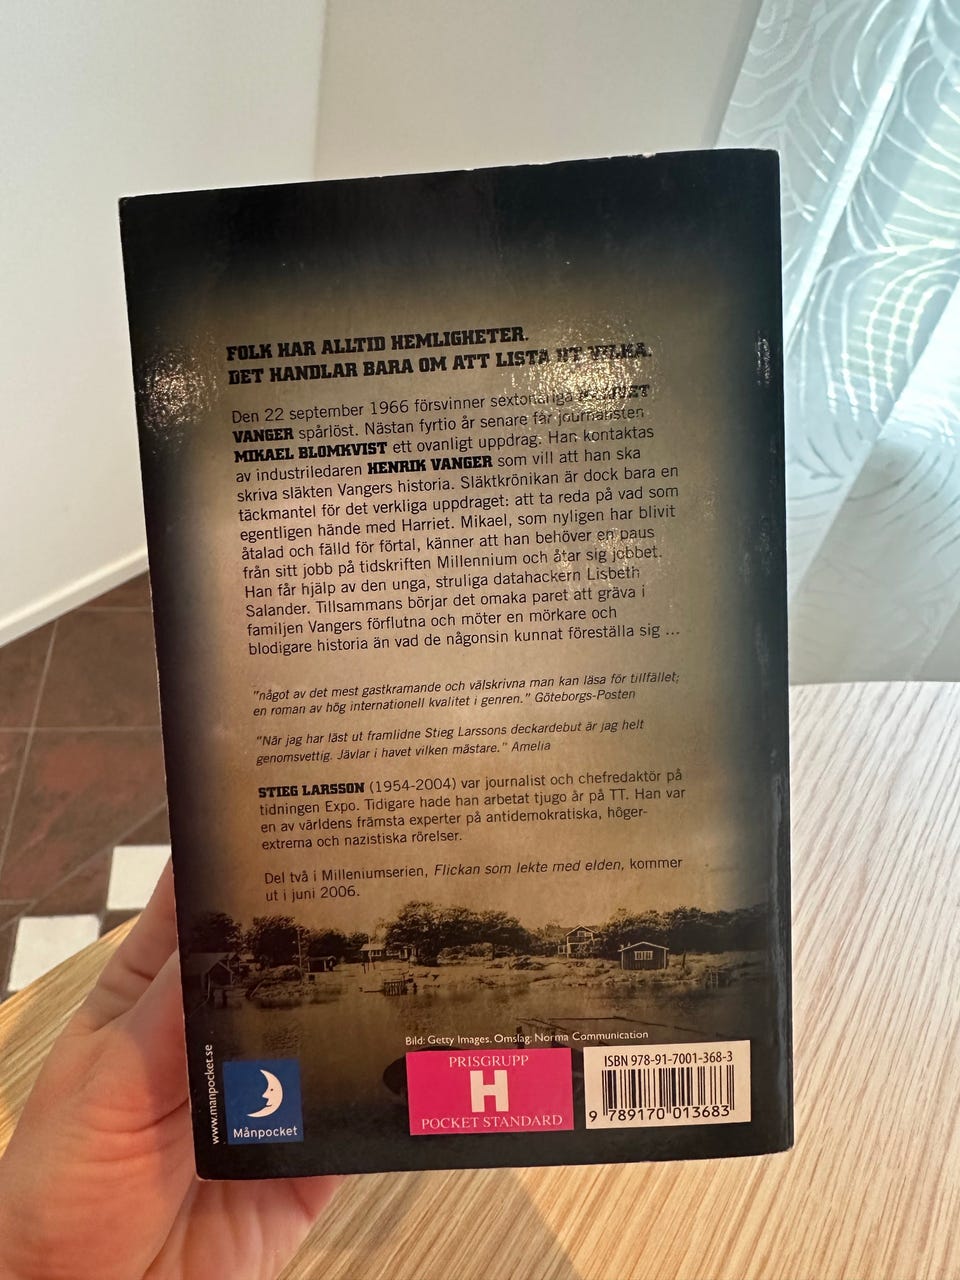 FOLK HAR ALLTID HEMLIGHETER.
DET HANDLAR BARA OM ATT LISTA UT VILKA.
Den 22 september 1966 försvinner sextonåriga HARRIET
VANGER spårlöst. Nästan fyrtio år senare får journalisten
MIKAEL BLOMKVIST ett ovanligt uppdrag: Han kontaktas
av industriledaren HENRIK VANGER som vill att han ska
skriva släkten Vangers historia. Släktkrönikan är dock bara en
täckmantel för det verkliga uppdraget: att ta reda på vad som
egentligen hände med Harriet. Mikael, som nyligen har blivit
åtalad och fälld för förtal, känner att han behöver en paus
från sitt jobb på tidskriften Millennium och åtar sig jobbet.
Han får hjälp av den unga, struliga datahackern Lisbeth
Salander. Tillsammans börjar det omaka paret att gräva i
familjen Vangers förflutna och möter en mörkare och
blodigare historia än vad de någonsin kunnat föreställa sig ...
"något av det mest gastkramande och välskrivna man kan läsa för tillfället;
en roman av hög internationell kvalitet i genren." Göteborgs-Posten
"När jag har läst ut framlidne Stieg Larssons deckardebut är jag helt
genomsvettig. Jävlar i havet vilken mästare." Amelia
STIEG LARSSON (1954-2004) var journalist och chefredaktör på
tidningen Expo. Tidigare hade han arbetat tjugo år på TT. Han var
en av världens främsta experter på antidemokratiska, höger-
extrema och nazistiska rörelser.
Del två i Milleniumserien, Flickan som lekte med elden, kommer
ut i juni 2006.
Bild: Getty Images. Omslag: Norma Communication
www.manpocket.se
Månpocket
PRISGRUPP
H
POCKET STANDARD
ISBN 978-91-7001-368-3
9 789170 013683